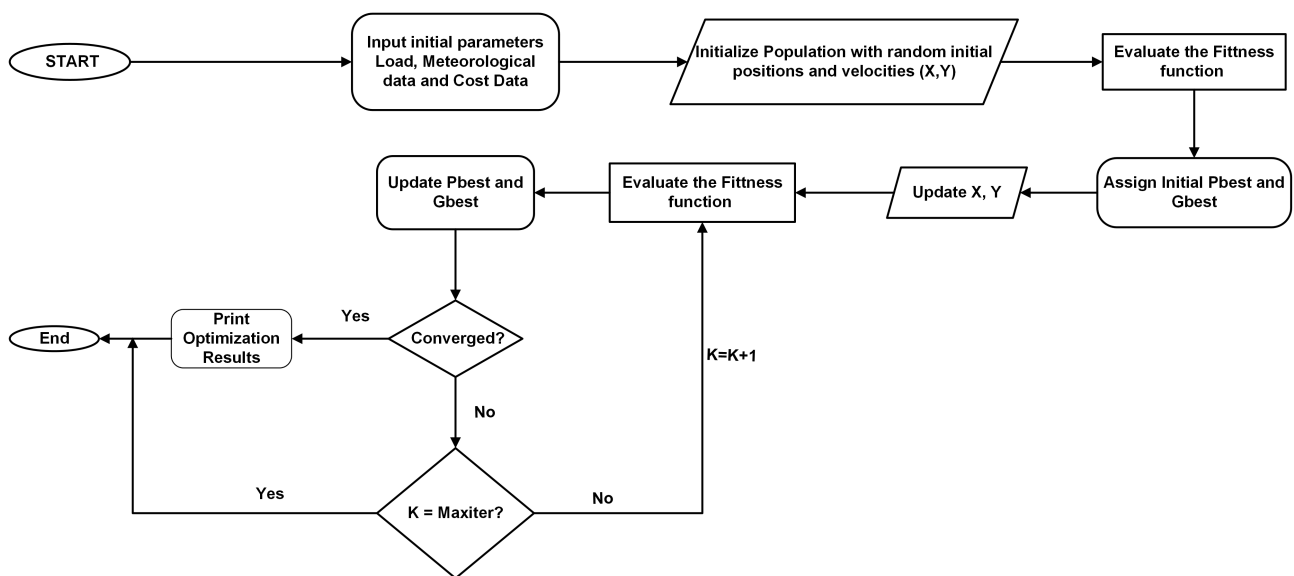 START
Input initial parameters
Load, Meteorological
data and Cost Data
Initialize Population with random initial
positions and velocities (X,Y)
Evaluate the Fittness
function
Assign Initial Pbest and
Gbest
Update X, Y
Evaluate the Fittness
function
Update Pbest and
Gbest
Converged?
Yes
Print
Optimization
Results
End
No
K = Maxiter?
Yes
No
K=K+1